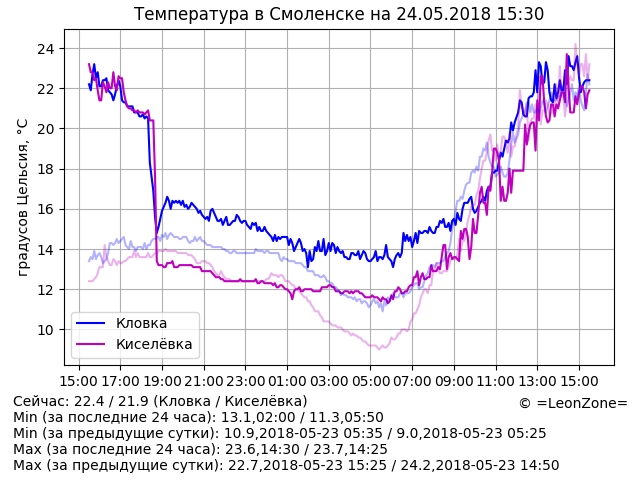 Температура в Смоленске на 24.05.2018 15:30
градусов Цельсия, °C
24
22
20
18
16
14
12
10
Кловка
Киселёвка
15:00 17:00 19:00 21:00 23:00 01:00 03:00 05:00 07:00 09:00 11:00 13:00 15:00
Сейчас: 22.4 / 21.9 (Кловка / Киселёвка)
© =LeonZone=
Min (за последние 24 часа): 13.1,02:00 / 11.3,05:50
Min (за предыдущие сутки): 10.9,2018-05-23 05:35 / 9.0,2018-05-23 05:25
Max (за последние 24 часа): 23.6,14:30 / 23.7,14:25
Max (за предыдущие сутки): 22.7,2018-05-23 15:25 / 24.2,2018-05-23 14:50